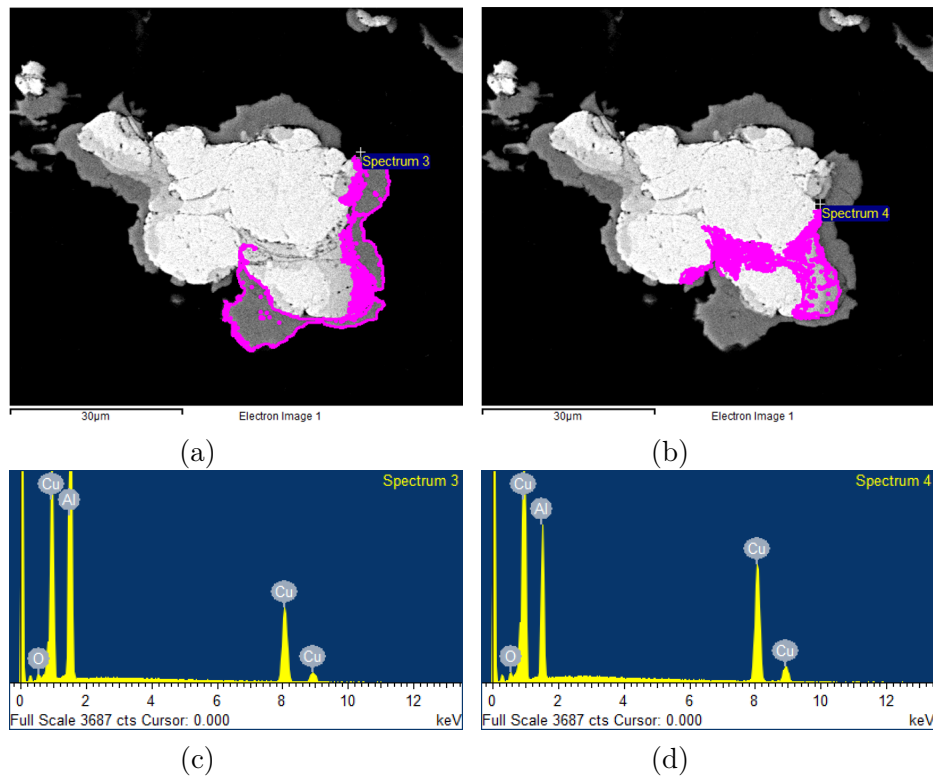 Spectrum 3
Spectrum 4
30µm Electron Image 1
30µm Electron Image 1
(a)
(b)
Spectrum 3
Cu
Al
Cu
O
Cu
0 2 4 6 8 10 12
Full Scale 3687 cts Cursor: 0.000 keV
Spectrum 4
Cu
Al
Cu
O
Cu
0 2 4 6 8 10 12
Full Scale 3687 cts Cursor: 0.000 keV
(c)
(d)